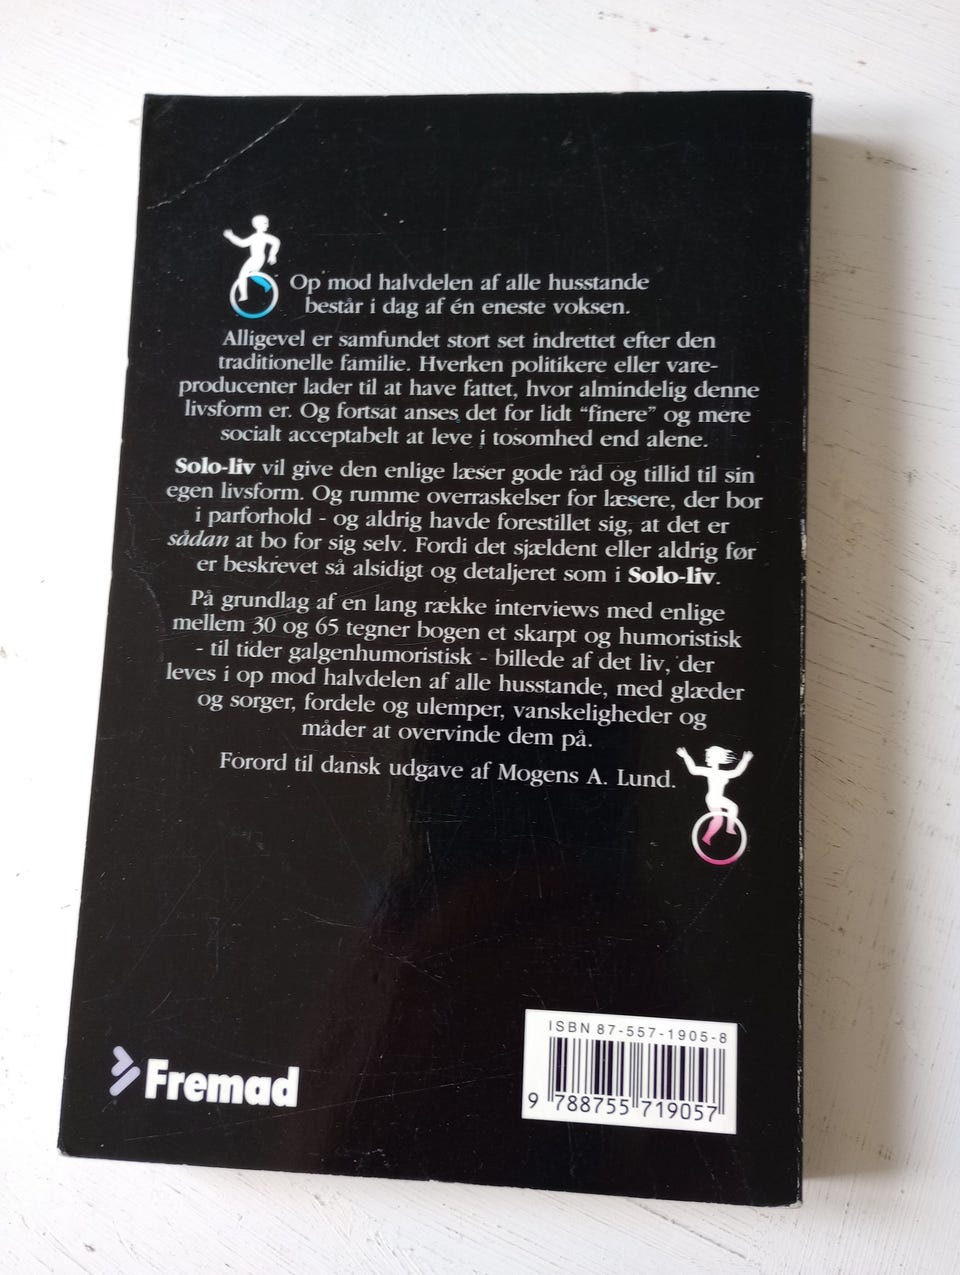 Op mod halvdelen af alle husstande
består i dag af én eneste voksen.
Alligevel er samfundet stort set indrettet efter den
traditionelle familie. Hverken politikere eller vare-
producenter lader til at have fattet, hvor almindelig denne
livsform er. Og fortsat anses det for lidt “finere” og mere
socialt acceptabelt at leve i tosomhed end alene.
Solo-liv vil give den enlige læser gode råd og tillid til sin
egen livsform. Og rumme overraskelser for læsere, der bor
i parforhold - og aldrig havde forestillet sig, at det er
sådan at bo for sig selv. Fordi det sjældent eller aldrig før
er beskrevet så alsidigt og detaljeret som i Solo-liv.
På grundlag af en lang række interviews med enlige
mellem 30 og 65 tegner bogen et skarpt og humoristisk
- til tider galgenhumoristisk - billede af det liv, der
leves i op mod halvdelen af alle husstande, med glæder
og sorger, fordele og ulemper, vanskeligheder og
måder at overvinde dem på.
Forord til dansk udgave af Mogens A. Lund.
Fremad
ISBN 87-557-1905-8
9 788755 719057